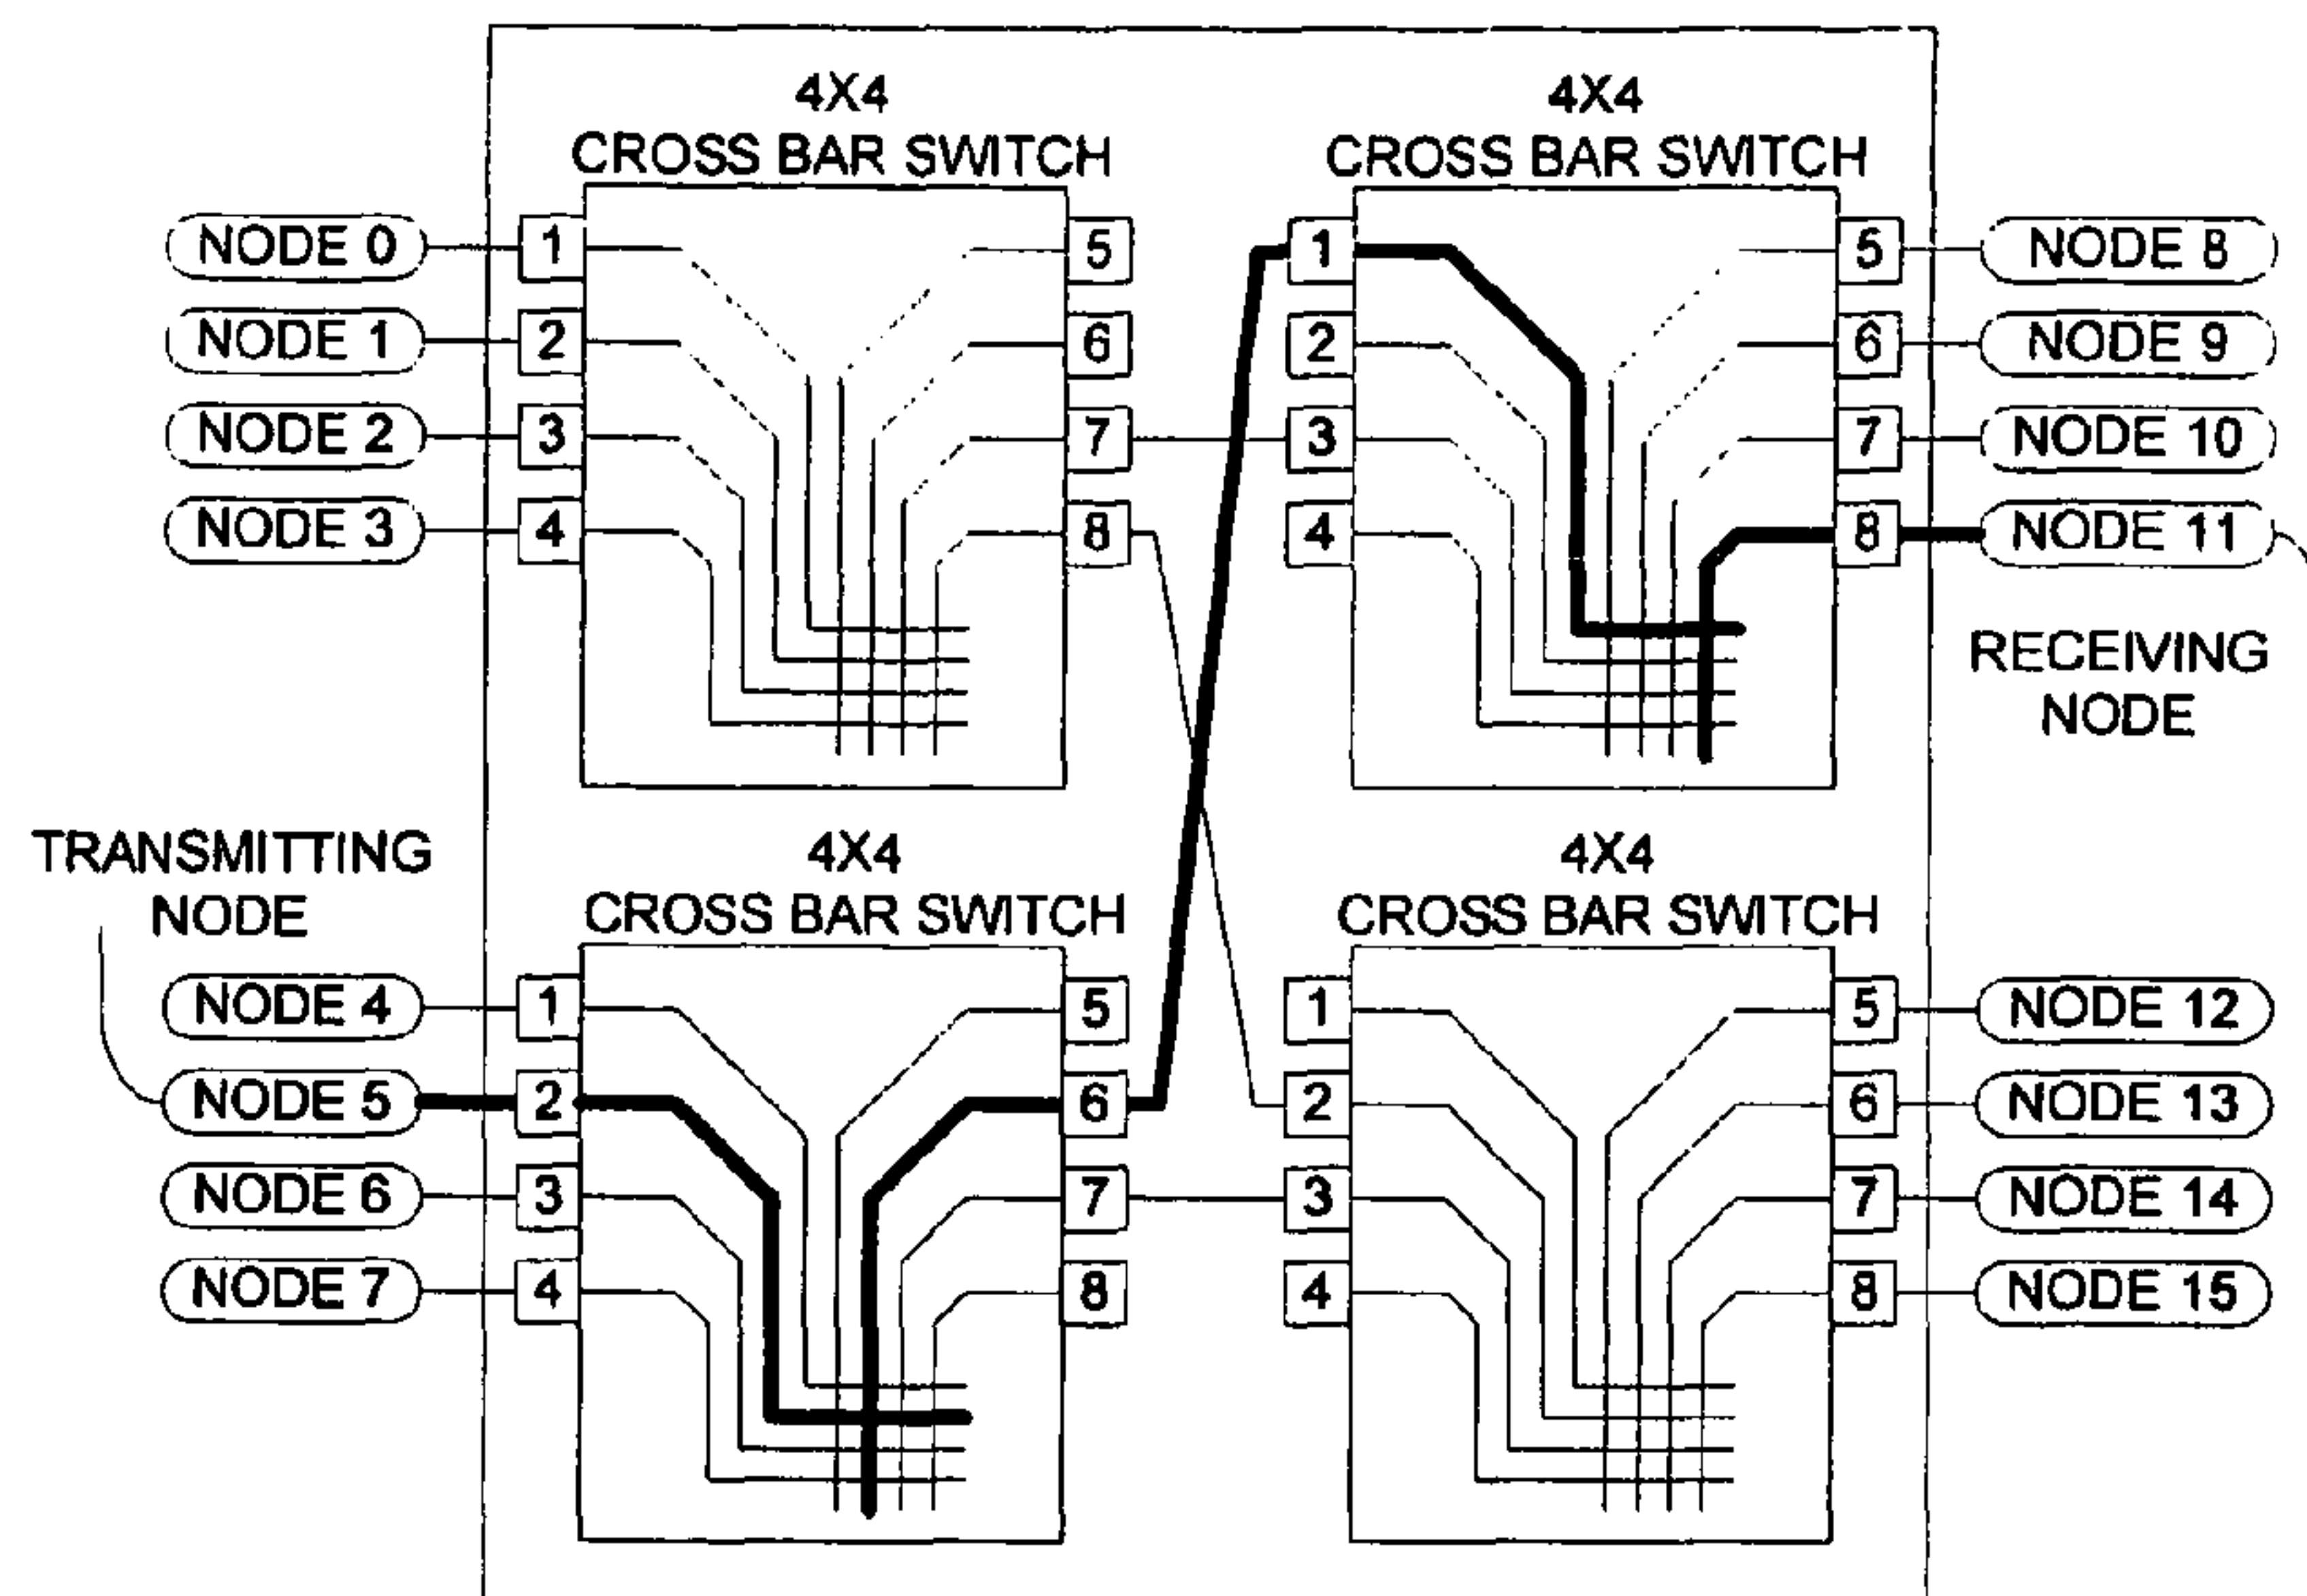 4X4 4X4
CROSS BAR SWITCH CROSS BAR SWITCH
NODE 0 1 5 1 5 NODE 8
NODE 1 2 6 2 6 NODE 9
NODE 2 3 7 3 7 NODE 10
NODE 3 4 8 4 8 NODE 11
RECEIVING
NODE
TRANSMITTING
NODE
4X4 4X4
CROSS BAR SWITCH CROSS BAR SWITCH
NODE 4 1 5 1 5 NODE 12
NODE 5 2 6 2 6 NODE 13
NODE 6 3 7 3 7 NODE 14
NODE 7 4 8 4 8 NODE 15